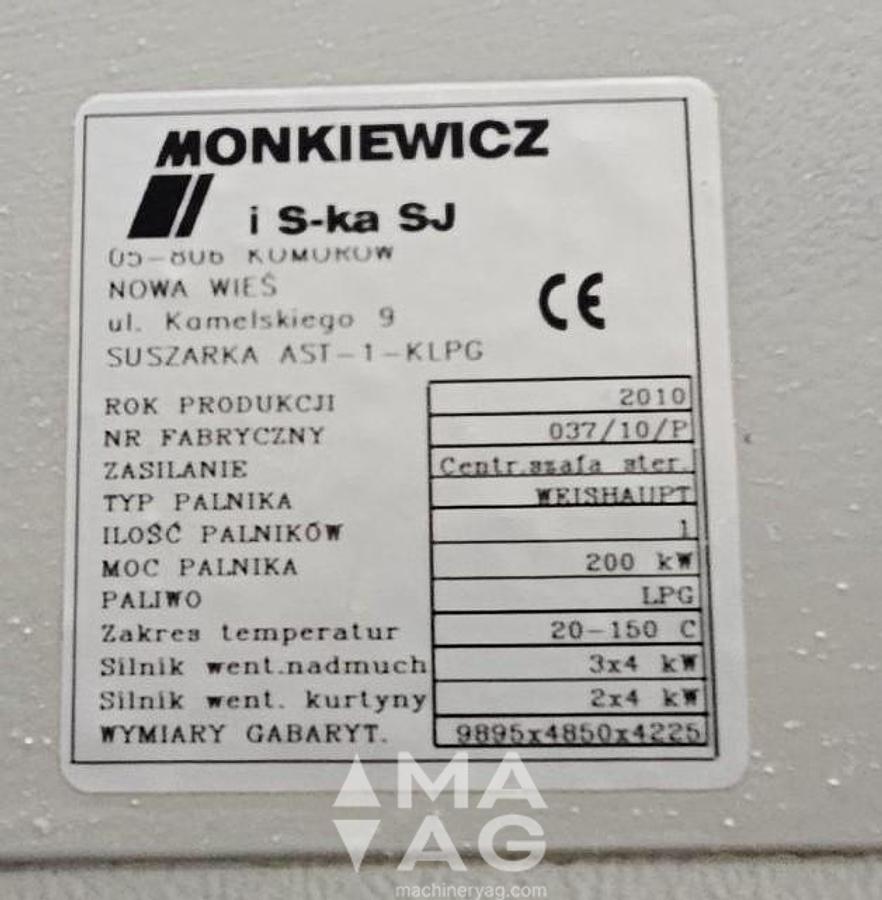 MONKIEWICZ
i S-ka SJ
05-806 KOMORÓW
NOWA WIEŚ
ul. Kamelskiego 9
SUSZARKA AST-1-KLPG
ROK PRODUKCJI 2010
NR FABRYCZNY 037/10/P
ZASILANIE Centr.szafa ster.
TYP PALNIKA WEISHAUPT
ILOŚĆ PALNIKÓW 1
MOC PALNIKA 200 kW
PALIWO LPG
Zakres temperatur 20-150 C
Silnik went.nadmuch 3x4 kW
Silnik went. kurtyny 2x4 kW
WYMIARY GABARYT. 9895x4850x4225
CE
MA
AG
machineryag.com